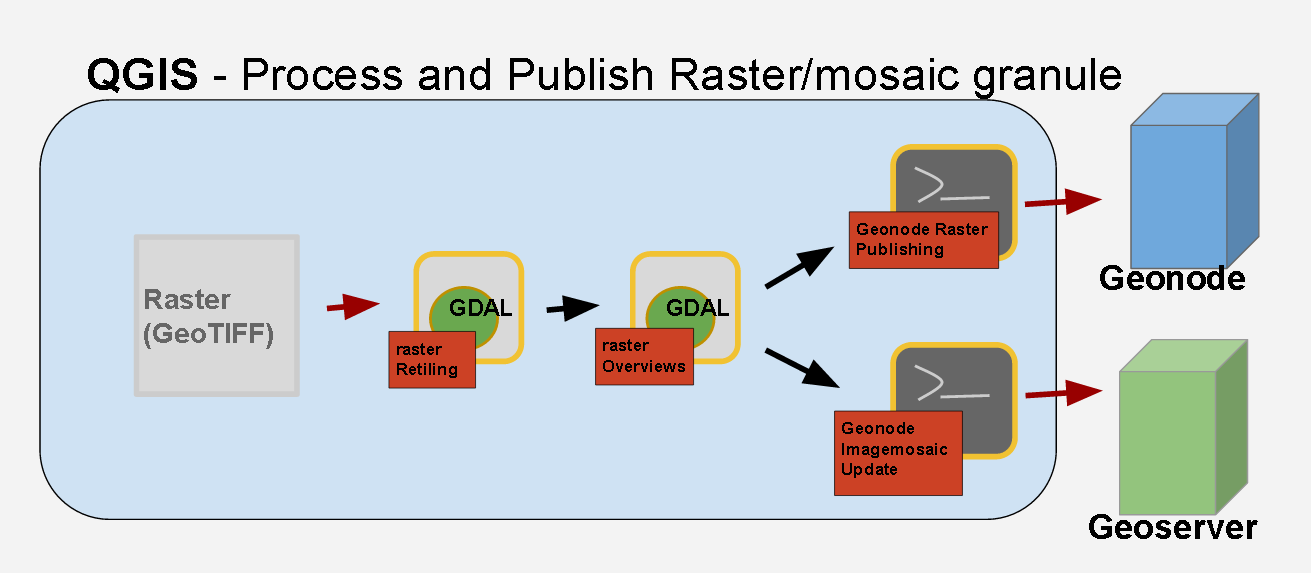 QGIS - Process and Publish Raster/mosaic granule
Raster
(GeoTIFF)
GDAL
raster
Retiling
GDAL
raster
Overviews
Geonode Raster
Publishing
Geonode
Geonode
Imagemosaic
Update
Geoserver